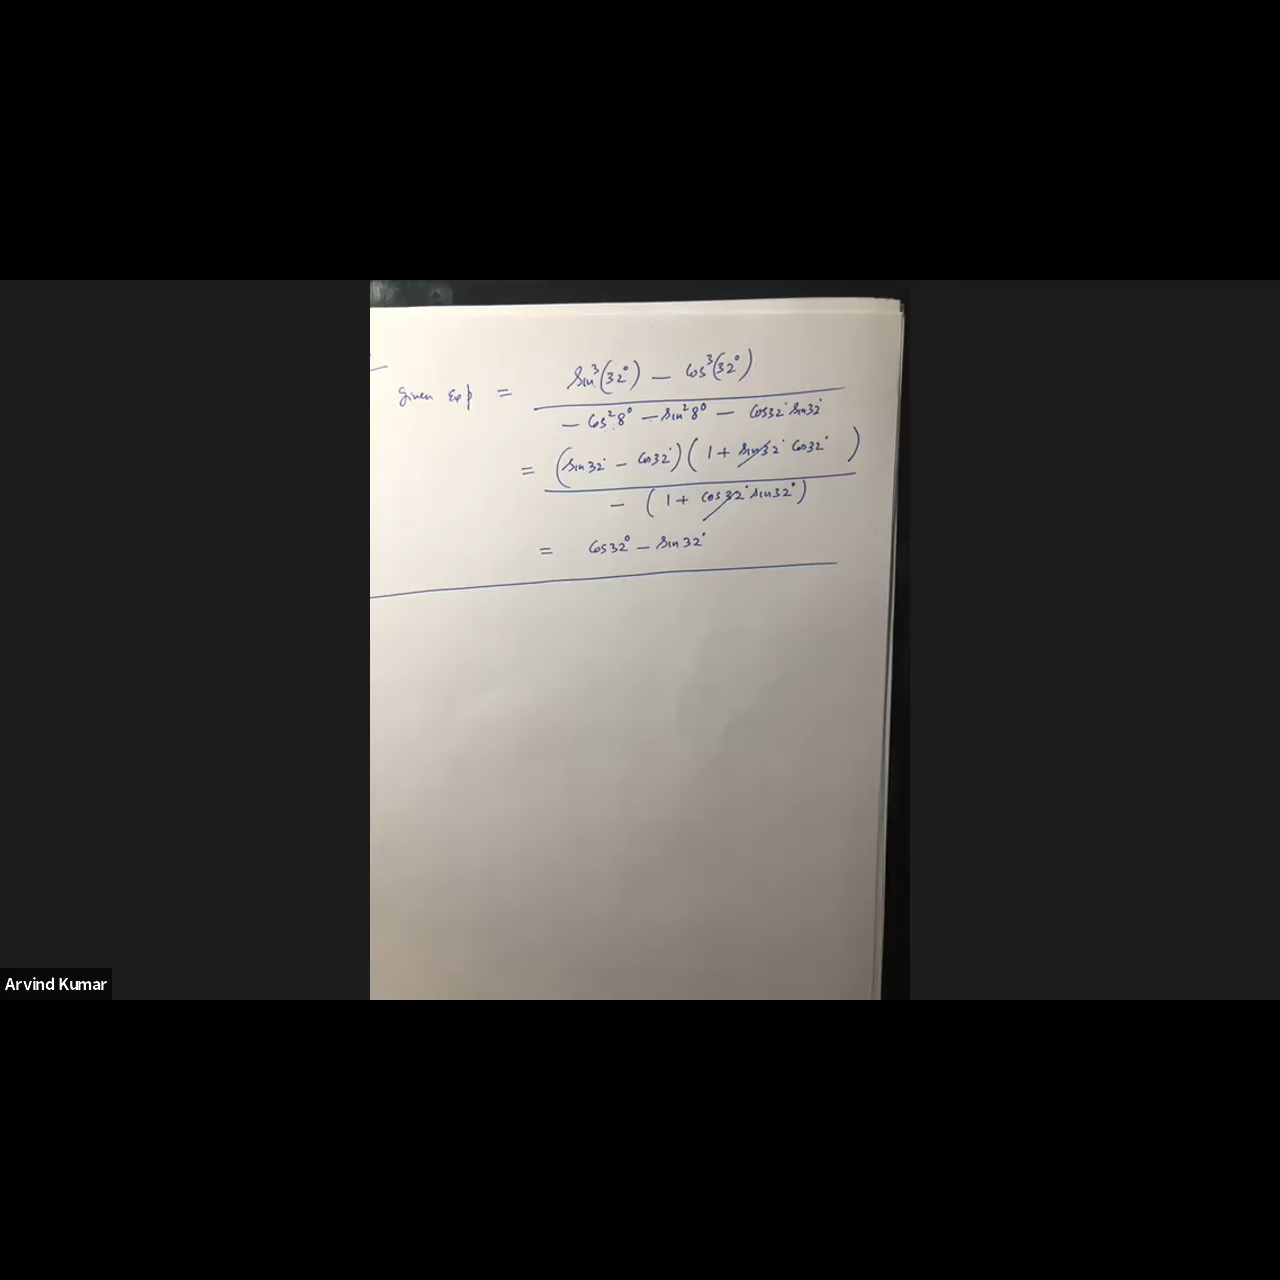 Given Exp = sin³(32°) − cos³(32°)
− cos²8° − sin²8° − cos32° sin32°
= (sin32° − cos32°)(1 + sin32° cos32°)
− (1 + cos32° sin32°)
= cos32° − sin32°
Arvind Kumar